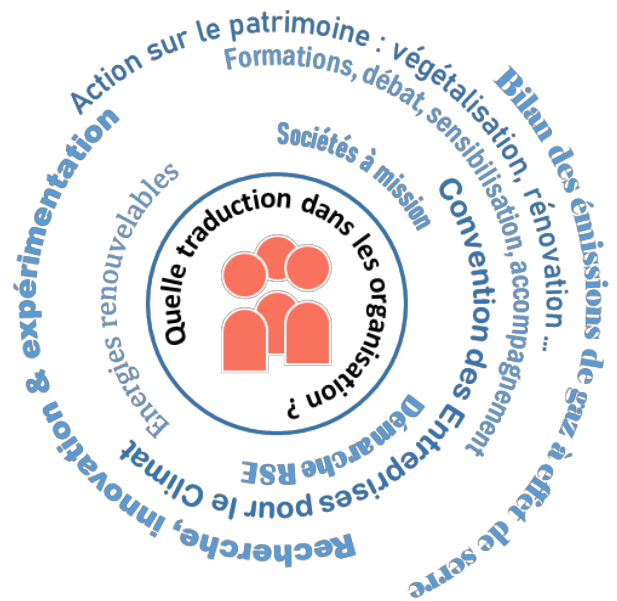 Action sur le patrimoine : végétalisation, rénovation...
Formations, débat, sensibilisation, accompagnement
Bilan des émissions de gaz à effet de serre
Sociétés à mission
Convention des Entreprises pour le Climat
Energies renouvelables
Quelle traduction dans les organisation ?
Démarche RSE
Recherche, innovation & expérimentation